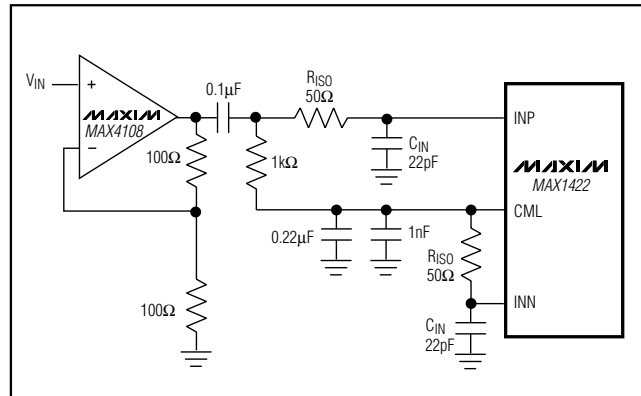 VIN
+
−
MAXIM
MAX4108
0.1µF
RISO
50Ω
100Ω
1kΩ
CIN
22pF
INP
MAXIM
MAX1422
CML
0.22µF
1nF
RISO
50Ω
INN
100Ω
CIN
22pF